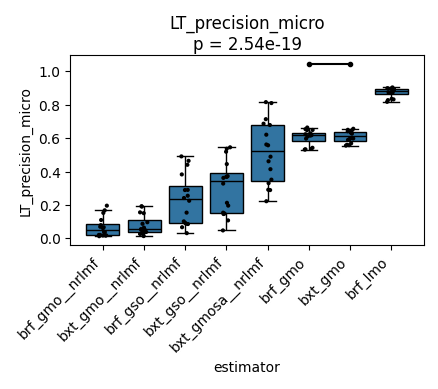 LT_precision_micro
p = 2.54e-19
LT_precision_micro
1.0
0.8
0.6
0.4
0.2
0.0
brf_gmo__nrlmf
bxt_gmo__nrlmf
brf_gso__nrlmf
bxt_gso__nrlmf
bxt_gmosa__nrlmf
brf_gmo
bxt_gmo
brf_lmo
estimator